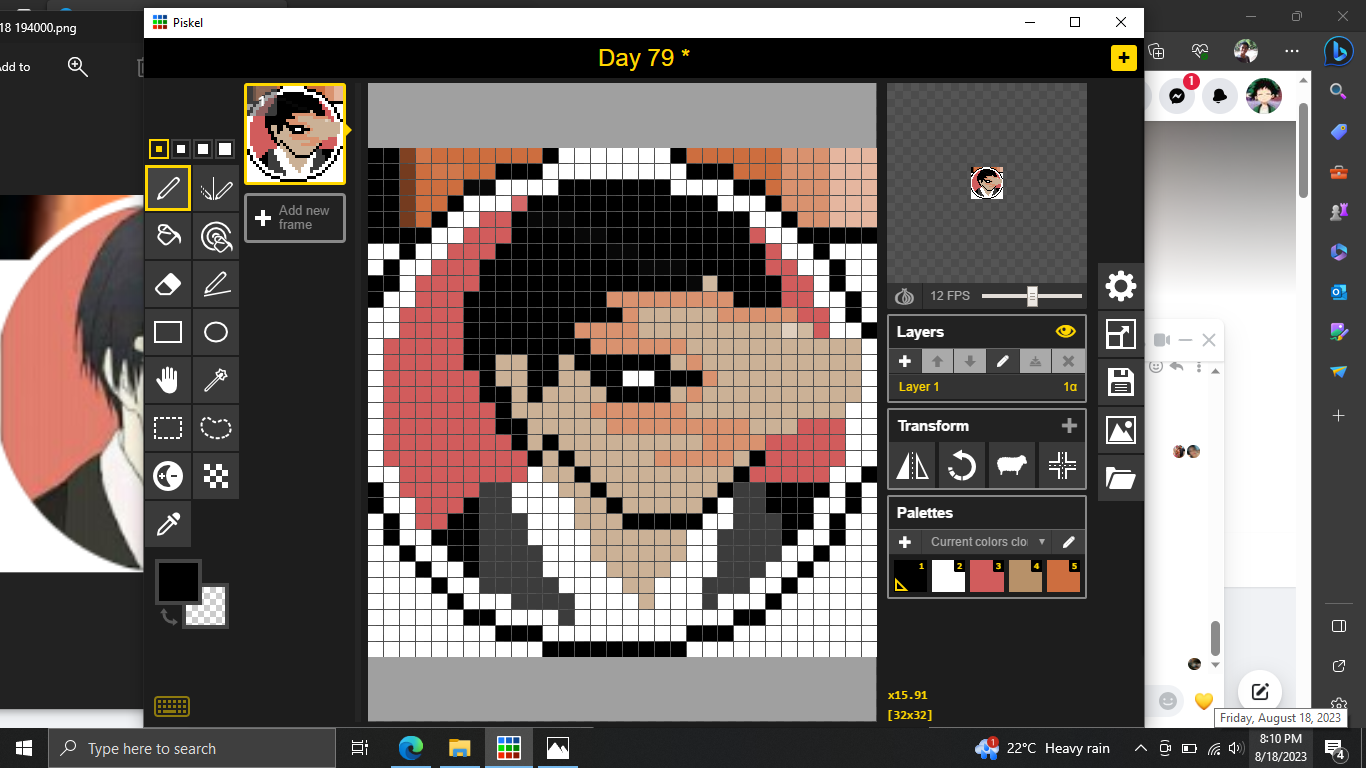 18 194000.png
dd to
Piskel
Day 79 *
Add new
frame
12 FPS
Layers
Layer 1
1α
Transform
Palettes
Current colors clo
1
2
3
4
5
x15.91
[32x32]
1
Friday, August 18, 2023
Type here to search
1
22°C Heavy rain
8:10 PM
8/18/2023
4